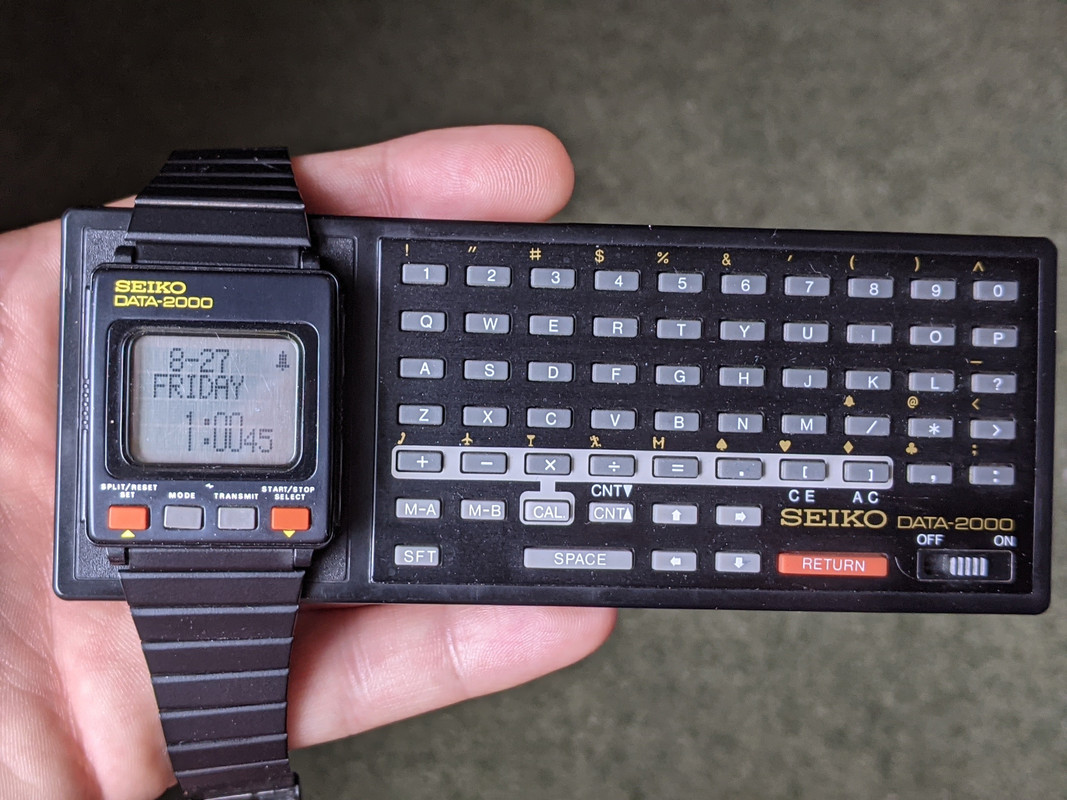 SEIKO
DATA-2000
8-27
FRIDAY
1:00 45
SPLIT/RESET
SET
MODE
TRANSMIT
START/STOP
SELECT
! " # $ % & ' ( ) ^
1 2 3 4 5 6 7 8 9 0
Q W E R T Y U I O P
_
A S D F G H J K L ?
@ <
Z X C V B N M / * >
M ♠ ♥ ♦ ♣ ;
+ − × ÷ = . [ ] , :
CNT▼ CE AC
M-A M-B CAL. CNT▲ ⬆ ➡
SEIKO DATA-2000
OFF ON
SFT SPACE ⬅ ⬇ RETURN